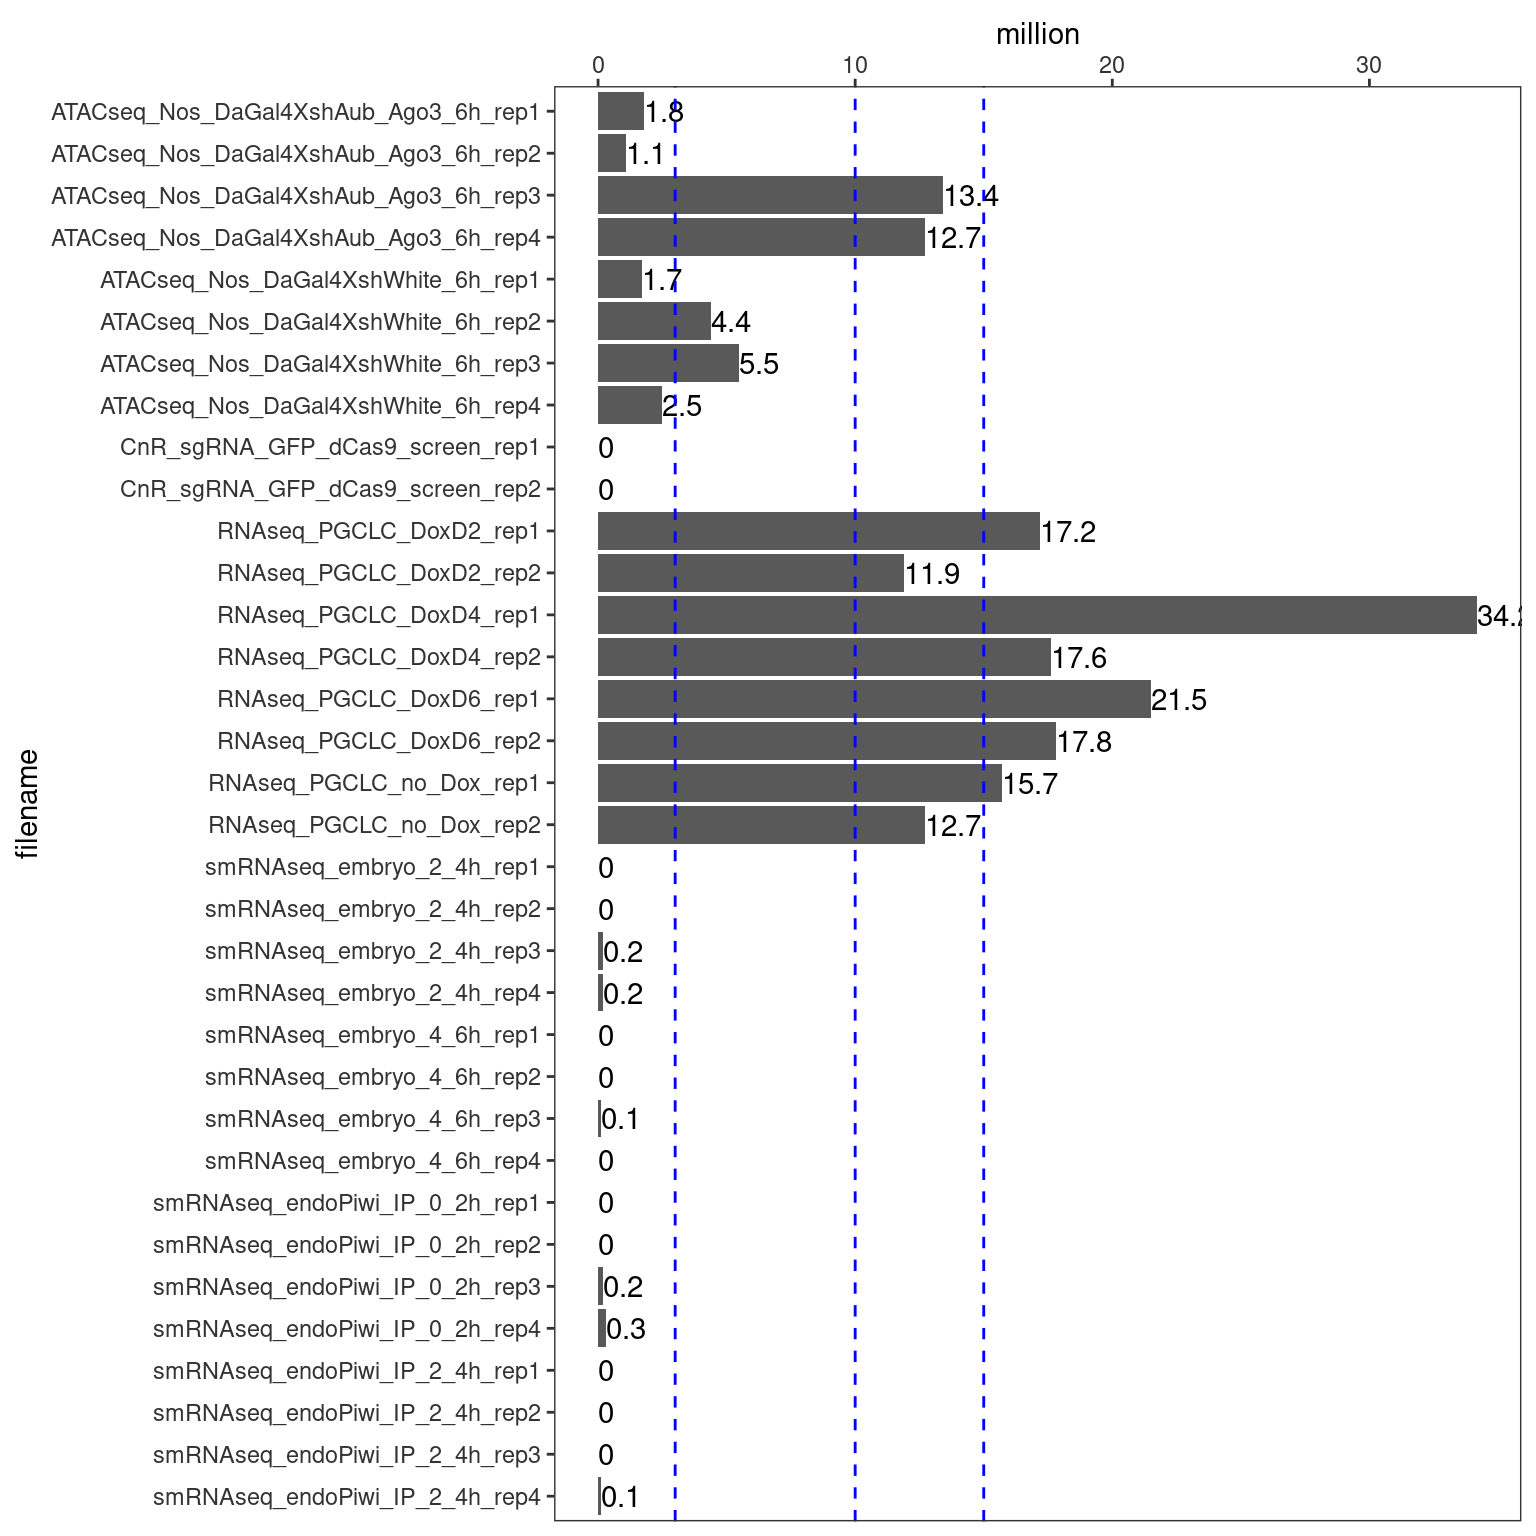 million
0 10 20 30
ATACseq_Nos_DaGal4XshAub_Ago3_6h_rep1 1.8
ATACseq_Nos_DaGal4XshAub_Ago3_6h_rep2 1.1
ATACseq_Nos_DaGal4XshAub_Ago3_6h_rep3 13.4
ATACseq_Nos_DaGal4XshAub_Ago3_6h_rep4 12.7
ATACseq_Nos_DaGal4XshWhite_6h_rep1 1.7
ATACseq_Nos_DaGal4XshWhite_6h_rep2 4.4
ATACseq_Nos_DaGal4XshWhite_6h_rep3 5.5
ATACseq_Nos_DaGal4XshWhite_6h_rep4 2.5
CnR_sgRNA_GFP_dCas9_screen_rep1 0
CnR_sgRNA_GFP_dCas9_screen_rep2 0
RNAseq_PGCLC_DoxD2_rep1 17.2
RNAseq_PGCLC_DoxD2_rep2 11.9
RNAseq_PGCLC_DoxD4_rep1 34.2
RNAseq_PGCLC_DoxD4_rep2 17.6
RNAseq_PGCLC_DoxD6_rep1 21.5
RNAseq_PGCLC_DoxD6_rep2 17.8
RNAseq_PGCLC_no_Dox_rep1 15.7
RNAseq_PGCLC_no_Dox_rep2 12.7
smRNAseq_embryo_2_4h_rep1 0
smRNAseq_embryo_2_4h_rep2 0
smRNAseq_embryo_2_4h_rep3 0.2
smRNAseq_embryo_2_4h_rep4 0.2
smRNAseq_embryo_4_6h_rep1 0
smRNAseq_embryo_4_6h_rep2 0
smRNAseq_embryo_4_6h_rep3 0.1
smRNAseq_embryo_4_6h_rep4 0
smRNAseq_endoPiwi_IP_0_2h_rep1 0
smRNAseq_endoPiwi_IP_0_2h_rep2 0
smRNAseq_endoPiwi_IP_0_2h_rep3 0.2
smRNAseq_endoPiwi_IP_0_2h_rep4 0.3
smRNAseq_endoPiwi_IP_2_4h_rep1 0
smRNAseq_endoPiwi_IP_2_4h_rep2 0
smRNAseq_endoPiwi_IP_2_4h_rep3 0
smRNAseq_endoPiwi_IP_2_4h_rep4 0.1
filename